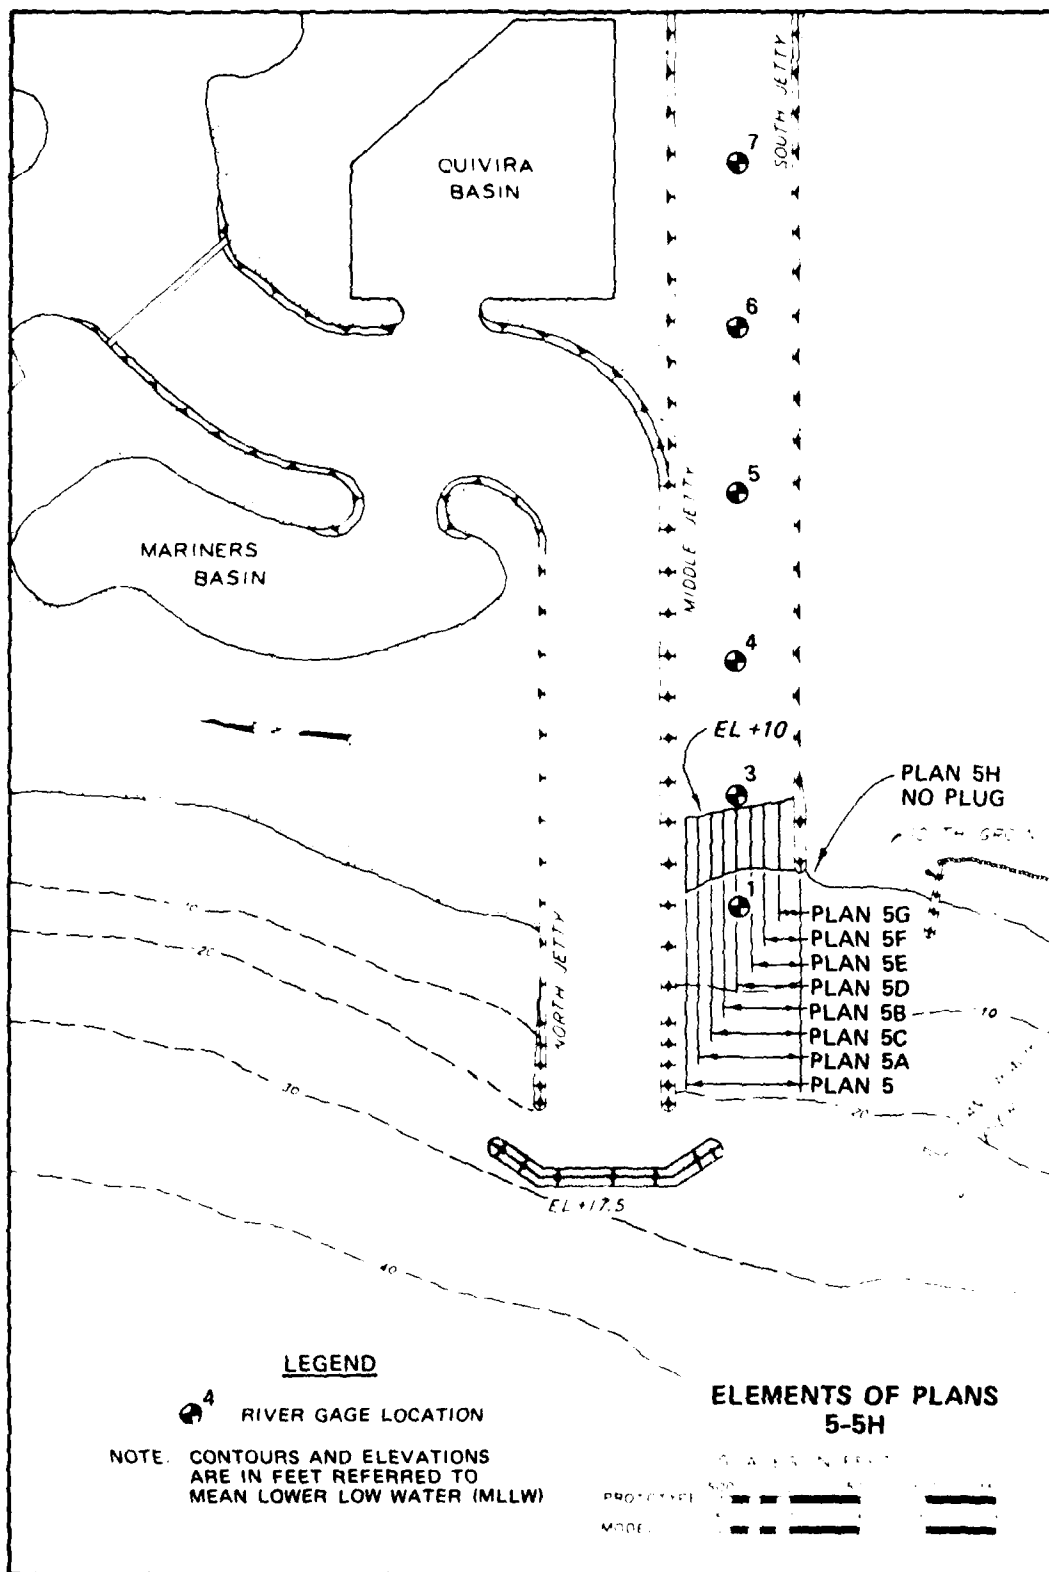 SOUTH JETTY
7
QUIVIRA
BASIN
6
5
MIDDLE JETTY
MARINERS
BASIN
4
EL +10
3
PLAN 5H
NO PLUG
1
PLAN 5G
PLAN 5F
PLAN 5E
PLAN 5D
PLAN 5B
PLAN 5C
PLAN 5A
PLAN 5
NORTH JETTY
10
20
30
40
10
20
EL +17.5
LEGEND
4 RIVER GAGE LOCATION
NOTE: CONTOURS AND ELEVATIONS
ARE IN FEET REFERRED TO
MEAN LOWER LOW WATER (MLLW)
ELEMENTS OF PLANS
5-5H
PROTOTYPE
MODEL